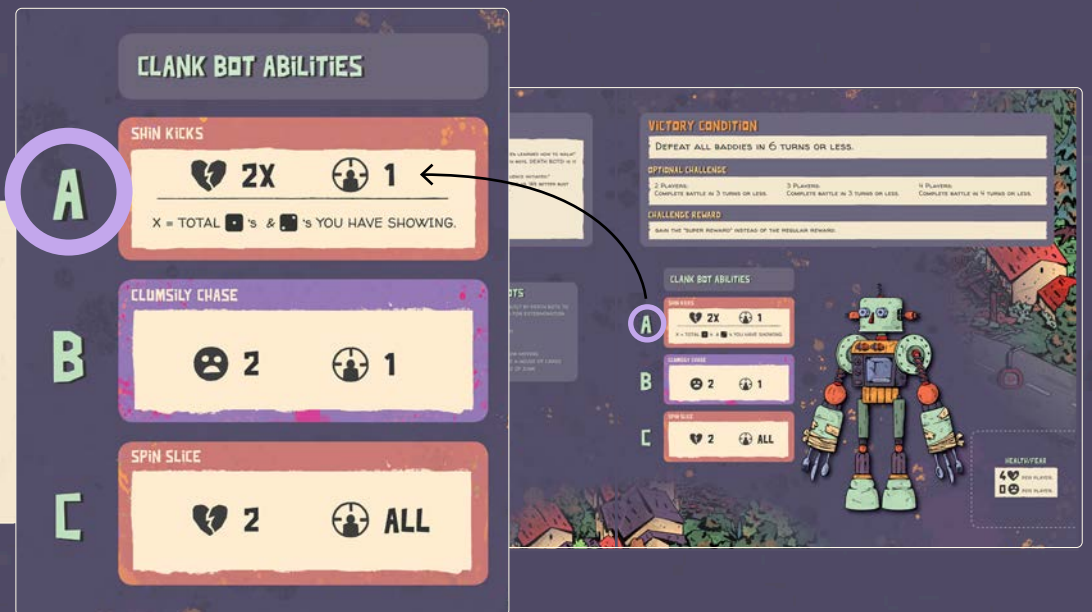 CLANK BOT ABILITIES
A
SHIN KICKS
2X 1
X = TOTAL 's & 's YOU HAVE SHOWING.
B
CLUMSILY CHASE
2 1
C
SPIN SLICE
2 ALL
VICTORY CONDITION
DEFEAT ALL BADDIES IN 6 TURNS OR LESS.
OPTIONAL CHALLENGE
2 PLAYERS: 3 PLAYERS: 4 PLAYERS:
COMPLETE BATTLE IN 3 TURNS OR LESS. COMPLETE BATTLE IN 3 TURNS OR LESS. COMPLETE BATTLE IN 4 TURNS OR LESS.
CHALLENGE REWARD
GAIN THE "SUPER REWARD" INSTEAD OF THE REGULAR REWARD.
CLANK BOT ABILITIES
A
SHIN KICKS
2X 1
X = TOTAL 's & 's YOU HAVE SHOWING.
B
CLUMSILY CHASE
2 1
C
SPIN SLICE
2 ALL
HEALTH/FEAR
4 PER PLAYER.
PER PLAYER.